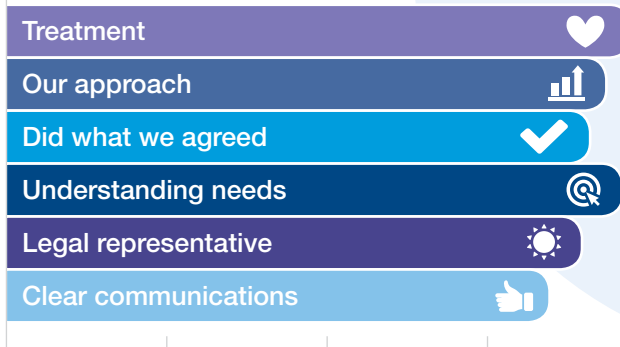 Treatment
Our approach
Did what we agreed
Understanding needs
Legal representative
Clear communications